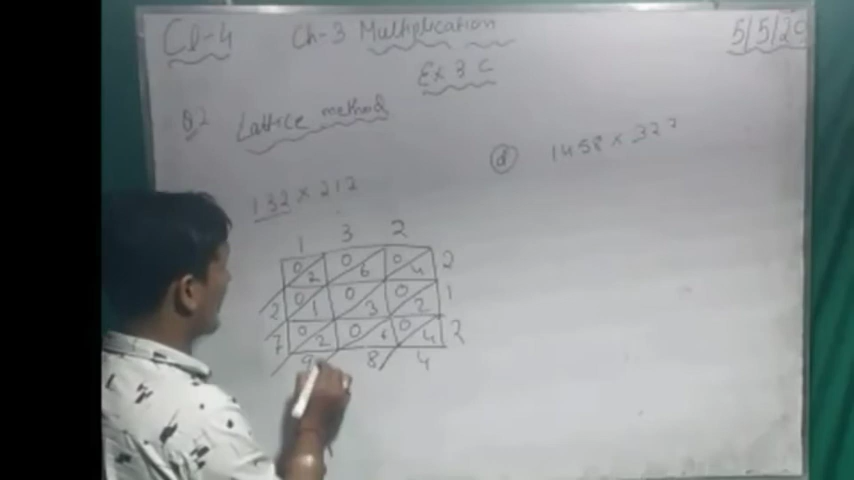 Cl-4 Ch-3 Multiplication 5/5/20
Ex 3 C
Q2 Lattice method
132 × 212
(d) 1458 × 327
1 3 2
0 2 0 6 0 4 2
2 0 1 0 3 0 2 1
7 0 2 0 6 0 4 2
9 8 4